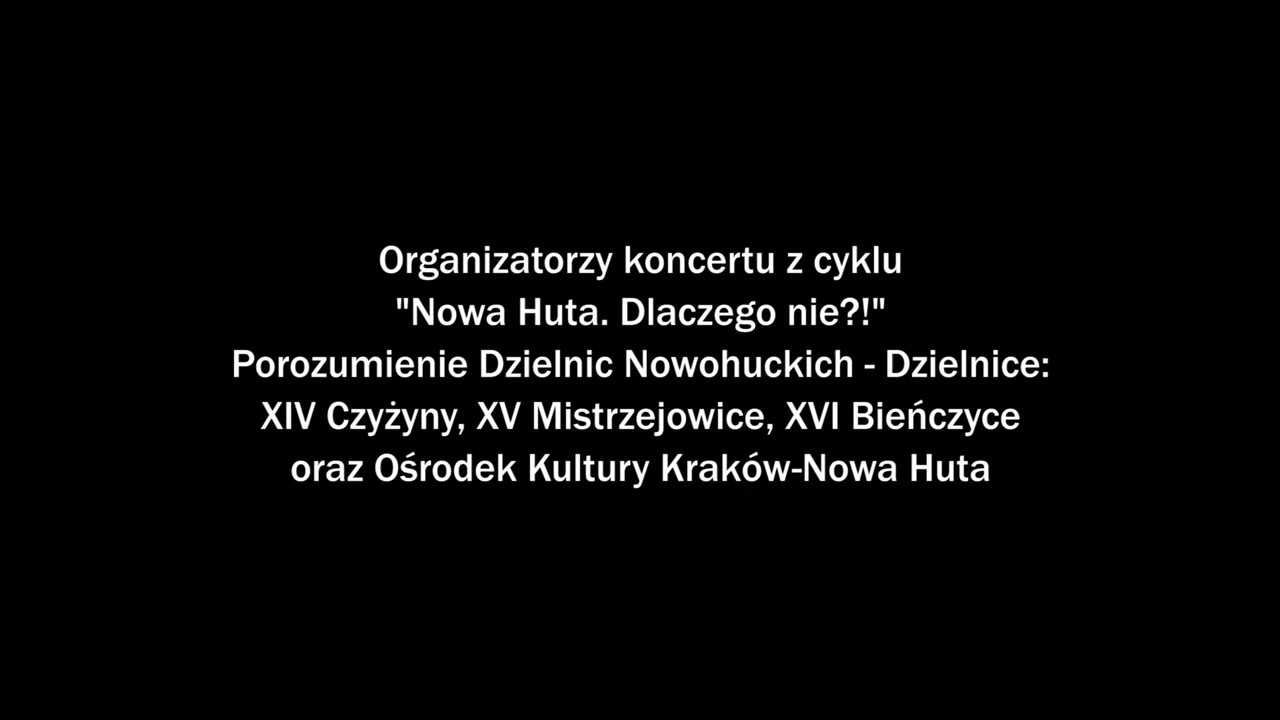 Organizatorzy koncertu z cyklu
"Nowa Huta. Dlaczego nie?!"
Porozumienie Dzielnic Nowohuckich - Dzielnice:
XIV Czyżyny, XV Mistrzejowice, XVI Bieńczyce
oraz Ośrodek Kultury Kraków-Nowa Huta